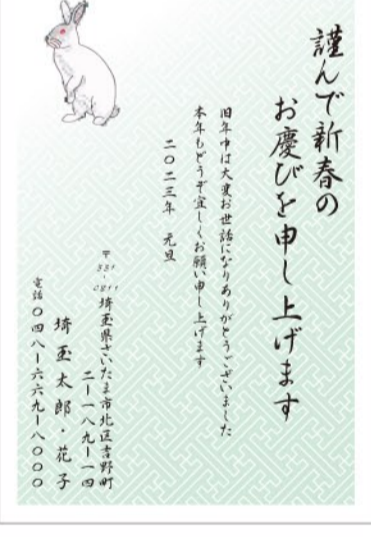 謹んで新春の
お慶びを申し上げます
旧年中は大変お世話になりありがとうございました
本年もどうぞ宜しくお願い申し上げます
二〇二三年 元旦
〒331-0811 埼玉県さいたま市北区吉野町
二ー一八九ー一四
埼玉太郎・花子
電話〇四八ー六六九ー八〇〇〇